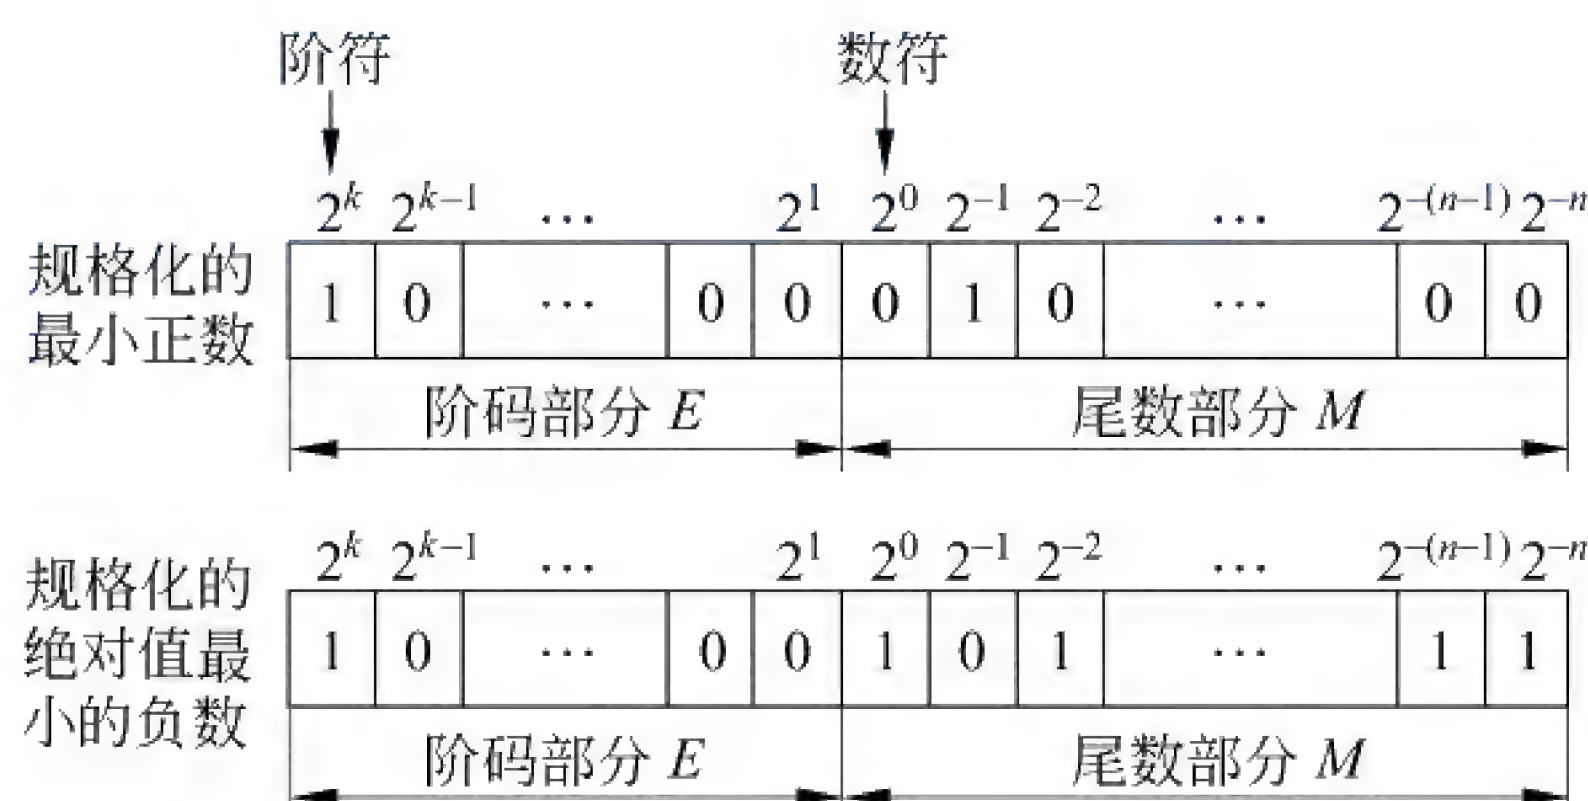 阶符 数符
2^k 2^{k-1} … 2^1 2^0 2^{-1} 2^{-2} … 2^{-(n-1)} 2^{-n}
规格化的
最小正数
1 0 … 0 0 0 1 0 … 0 0
阶码部分 E 尾数部分 M
2^k 2^{k-1} … 2^1 2^0 2^{-1} 2^{-2} … 2^{-(n-1)} 2^{-n}
规格化的
绝对值最
小的负数
1 0 … 0 0 1 0 1 … 1 1
阶码部分 E 尾数部分 M